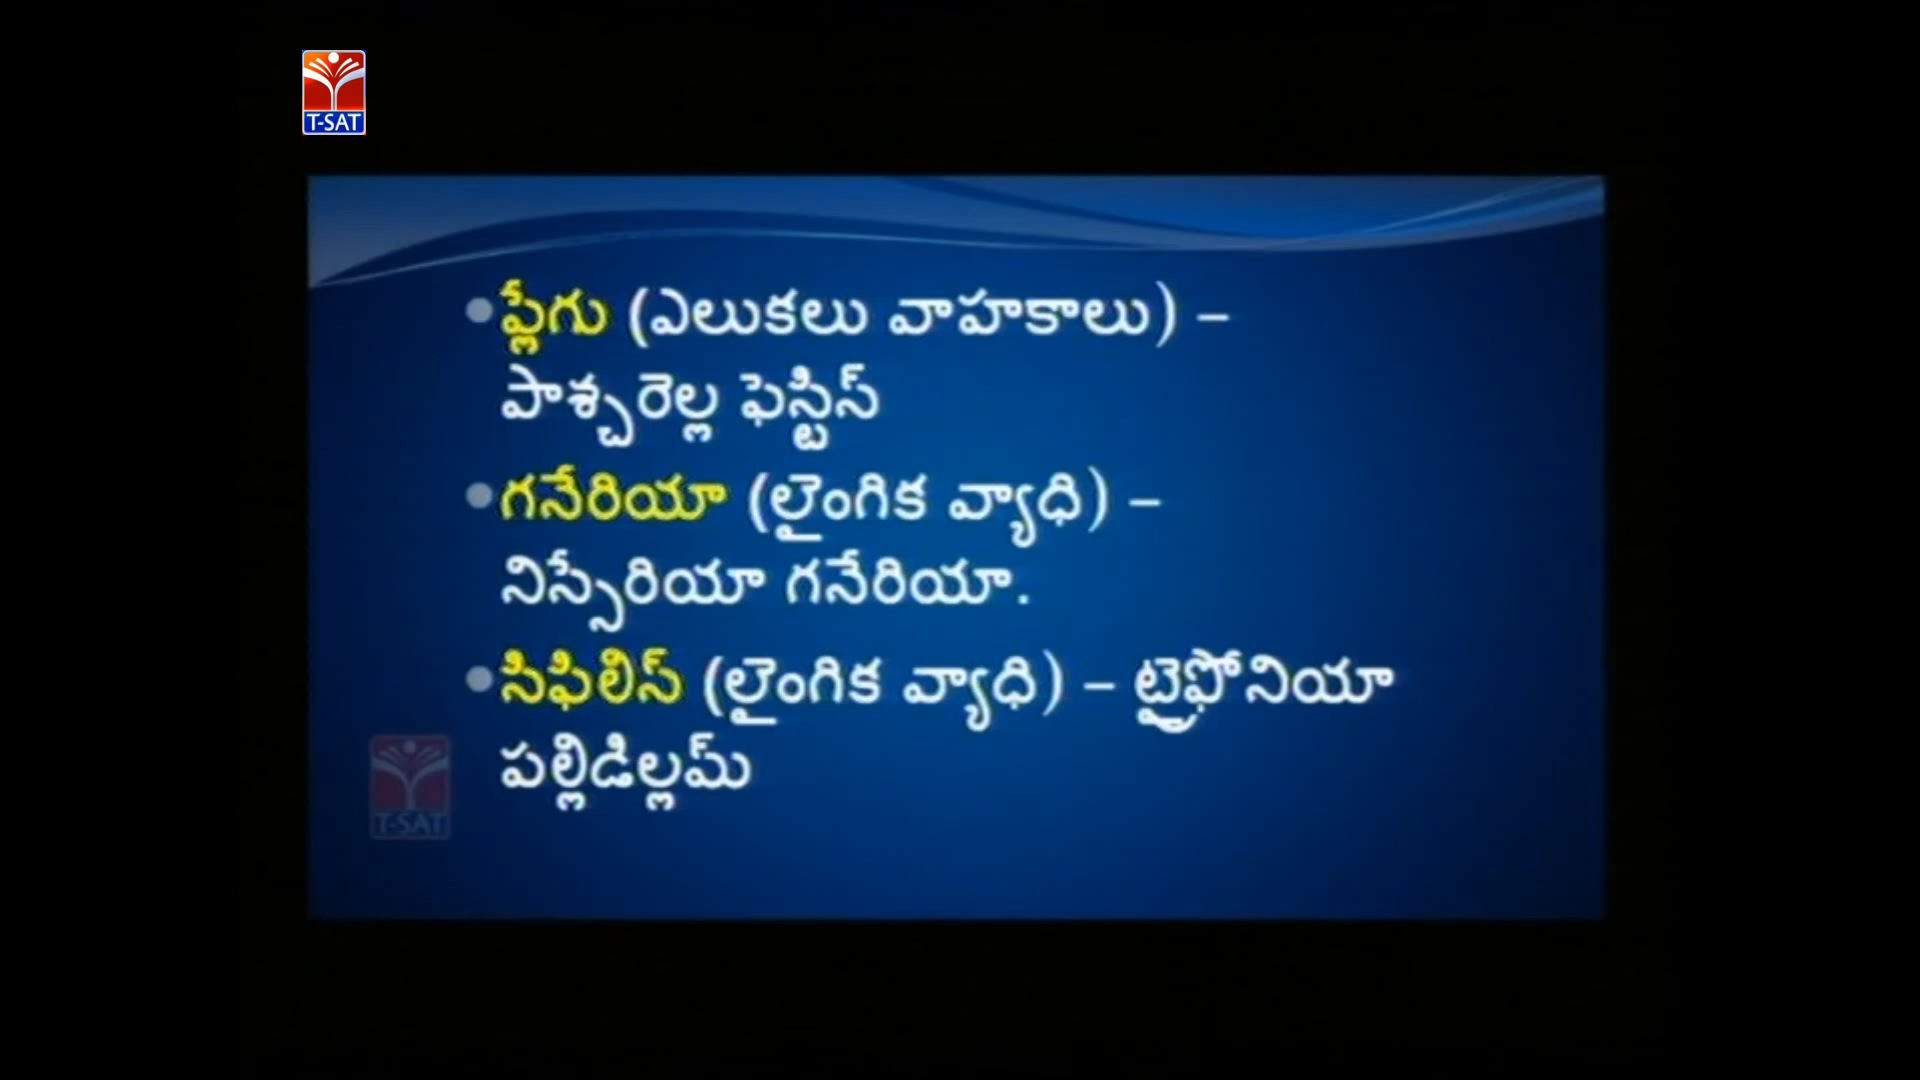 T-SAT
•ప్లేగు (ఎలుకలు వాహకాలు) –
పాశ్చరెల్ల ఫెస్టిస్
•గనేరియా (లైంగిక వ్యాధి) –
నిస్సేరియా గనేరియా.
•సిఫిలిస్ (లైంగిక వ్యాధి) – ట్రైఫోనియా
పల్లిడిల్లమ్
T-SAT